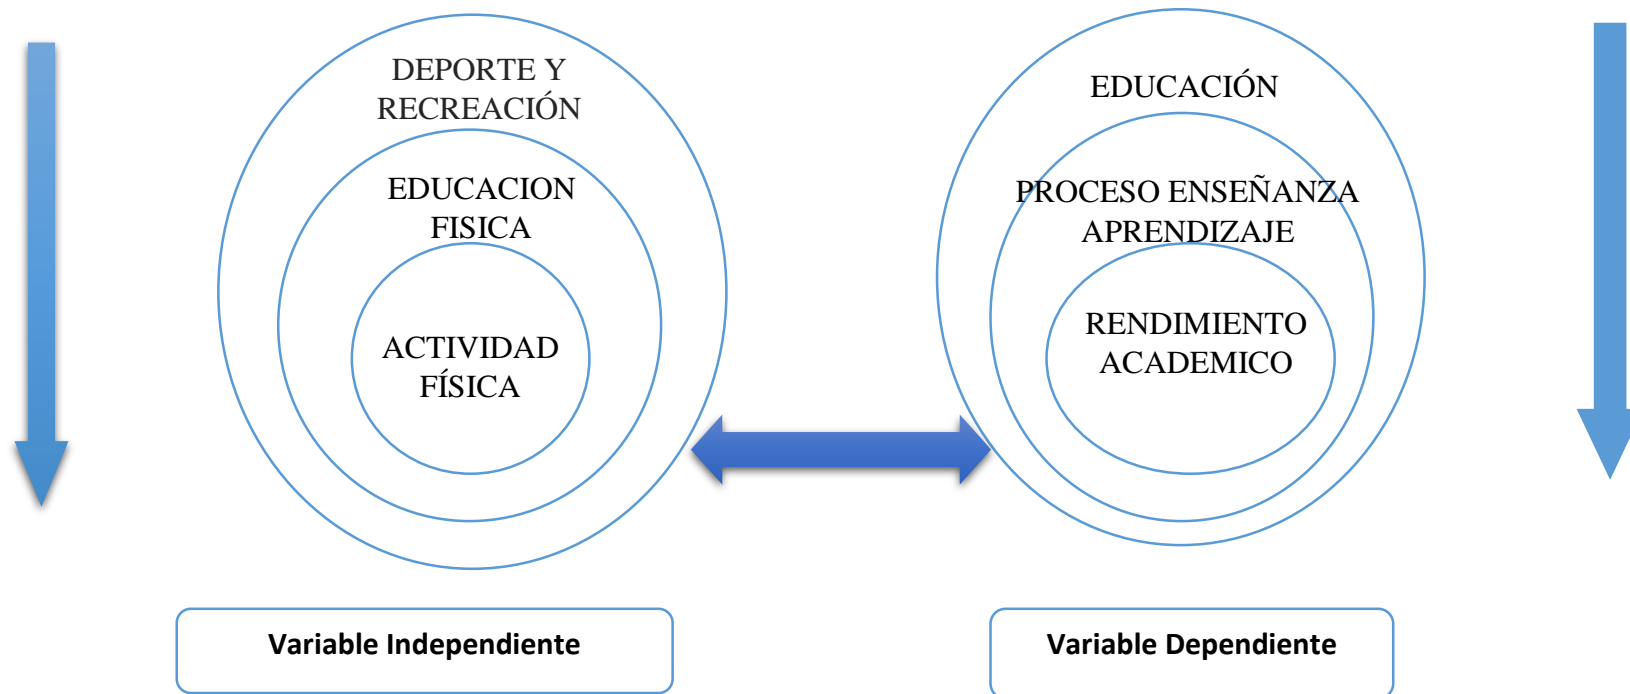 DEPORTE Y
RECREACIÓN
EDUCACION
FISICA
ACTIVIDAD
FÍSICA
EDUCACIÓN
PROCESO ENSEÑANZA
APRENDIZAJE
RENDIMIENTO
ACADEMICO
Variable Independiente
Variable Dependiente